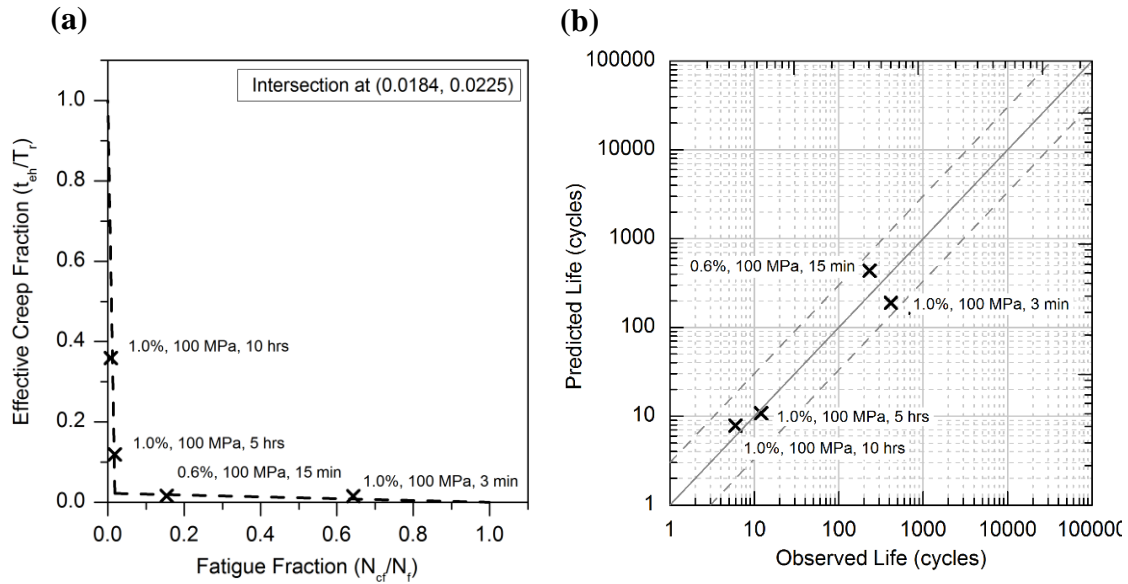 (a)
Intersection at (0.0184, 0.0225)
Effective Creep Fraction (t_eh/T_r)
1.0
0.8
0.6
0.4
0.2
0.0
1.0%, 100 MPa, 10 hrs
1.0%, 100 MPa, 5 hrs
0.6%, 100 MPa, 15 min
1.0%, 100 MPa, 3 min
0.0 0.2 0.4 0.6 0.8 1.0
Fatigue Fraction (N_cf/N_f)
(b)
Predicted Life (cycles)
100000
10000
1000
100
10
1
0.6%, 100 MPa, 15 min
1.0%, 100 MPa, 3 min
1.0%, 100 MPa, 5 hrs
1.0%, 100 MPa, 10 hrs
1 10 100 1000 10000 100000
Observed Life (cycles)